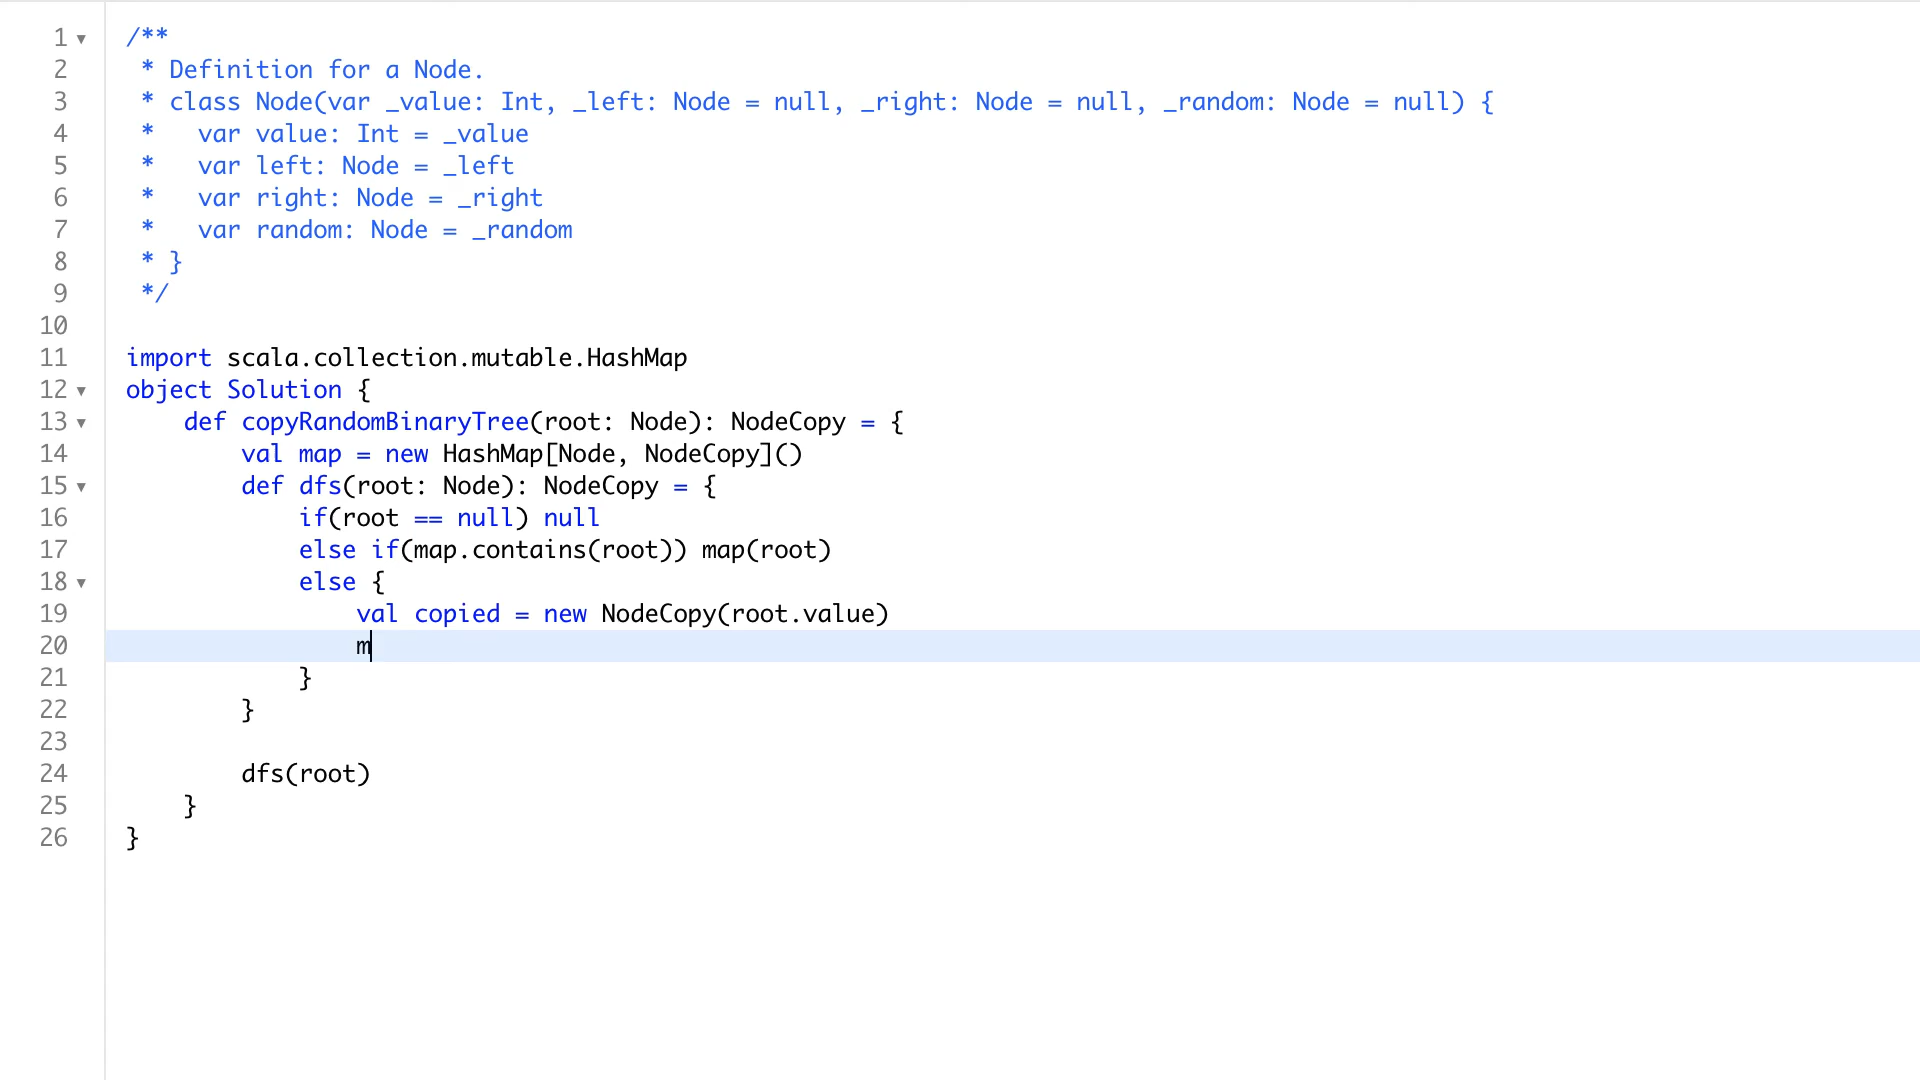 1 ▾ /**
2  * Definition for a Node.
3  * class Node(var _value: Int, _left: Node = null, _right: Node = null, _random: Node = null) {
4  *   var value: Int = _value
5  *   var left: Node = _left
6  *   var right: Node = _right
7  *   var random: Node = _random
8  * }
9  */
10
11 import scala.collection.mutable.HashMap
12 ▾ object Solution {
13 ▾     def copyRandomBinaryTree(root: Node): NodeCopy = {
14         val map = new HashMap[Node, NodeCopy]()
15 ▾         def dfs(root: Node): NodeCopy = {
16             if(root == null) null
17             else if(map.contains(root)) map(root)
18 ▾             else {
19                 val copied = new NodeCopy(root.value)
20                 m
21             }
22         }
23
24         dfs(root)
25     }
26 }